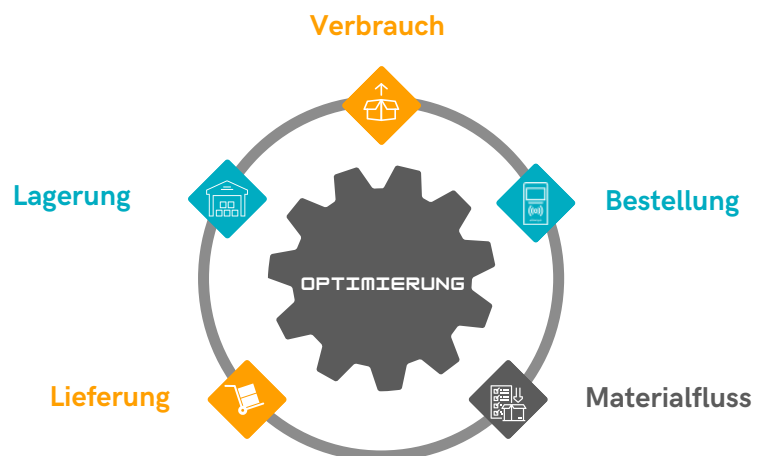 Verbrauch
Lagerung
Bestellung
OPTIMIERUNG
Lieferung
Materialfluss